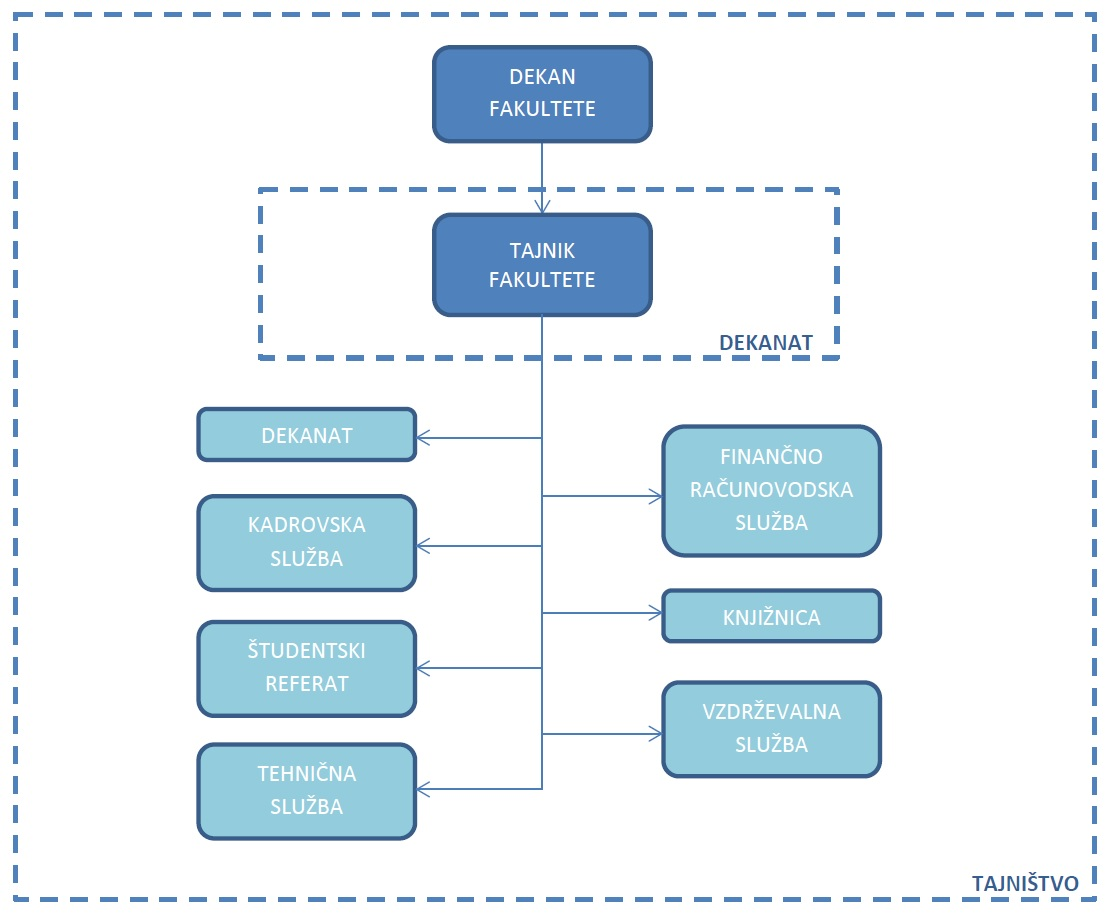 DEKAN
FAKULTETE
TAJNIK
FAKULTETE
DEKANAT
DEKANAT
KADROVSKA
SLUŽBA
ŠTUDENTSKI
REFERAT
TEHNIČNA
SLUŽBA
FINANČNO
RAČUNOVODSKA
SLUŽBA
KNJIŽNICA
VZDRŽEVALNA
SLUŽBA
TAJNIŠTVO